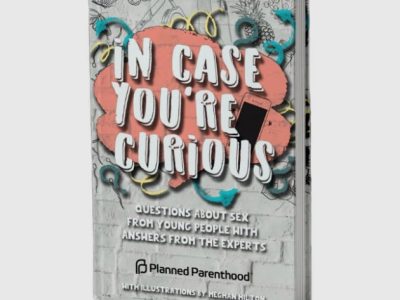 iN CASE
YOU'RE
CURiOUS
QUESTIONS ABOUT SEX
FROM YOUNG PEOPLE WITH
ANSWERS FROM THE EXPERTS
Planned Parenthood
WITH ILLUSTRATIONS BY MEGHAN HILTON